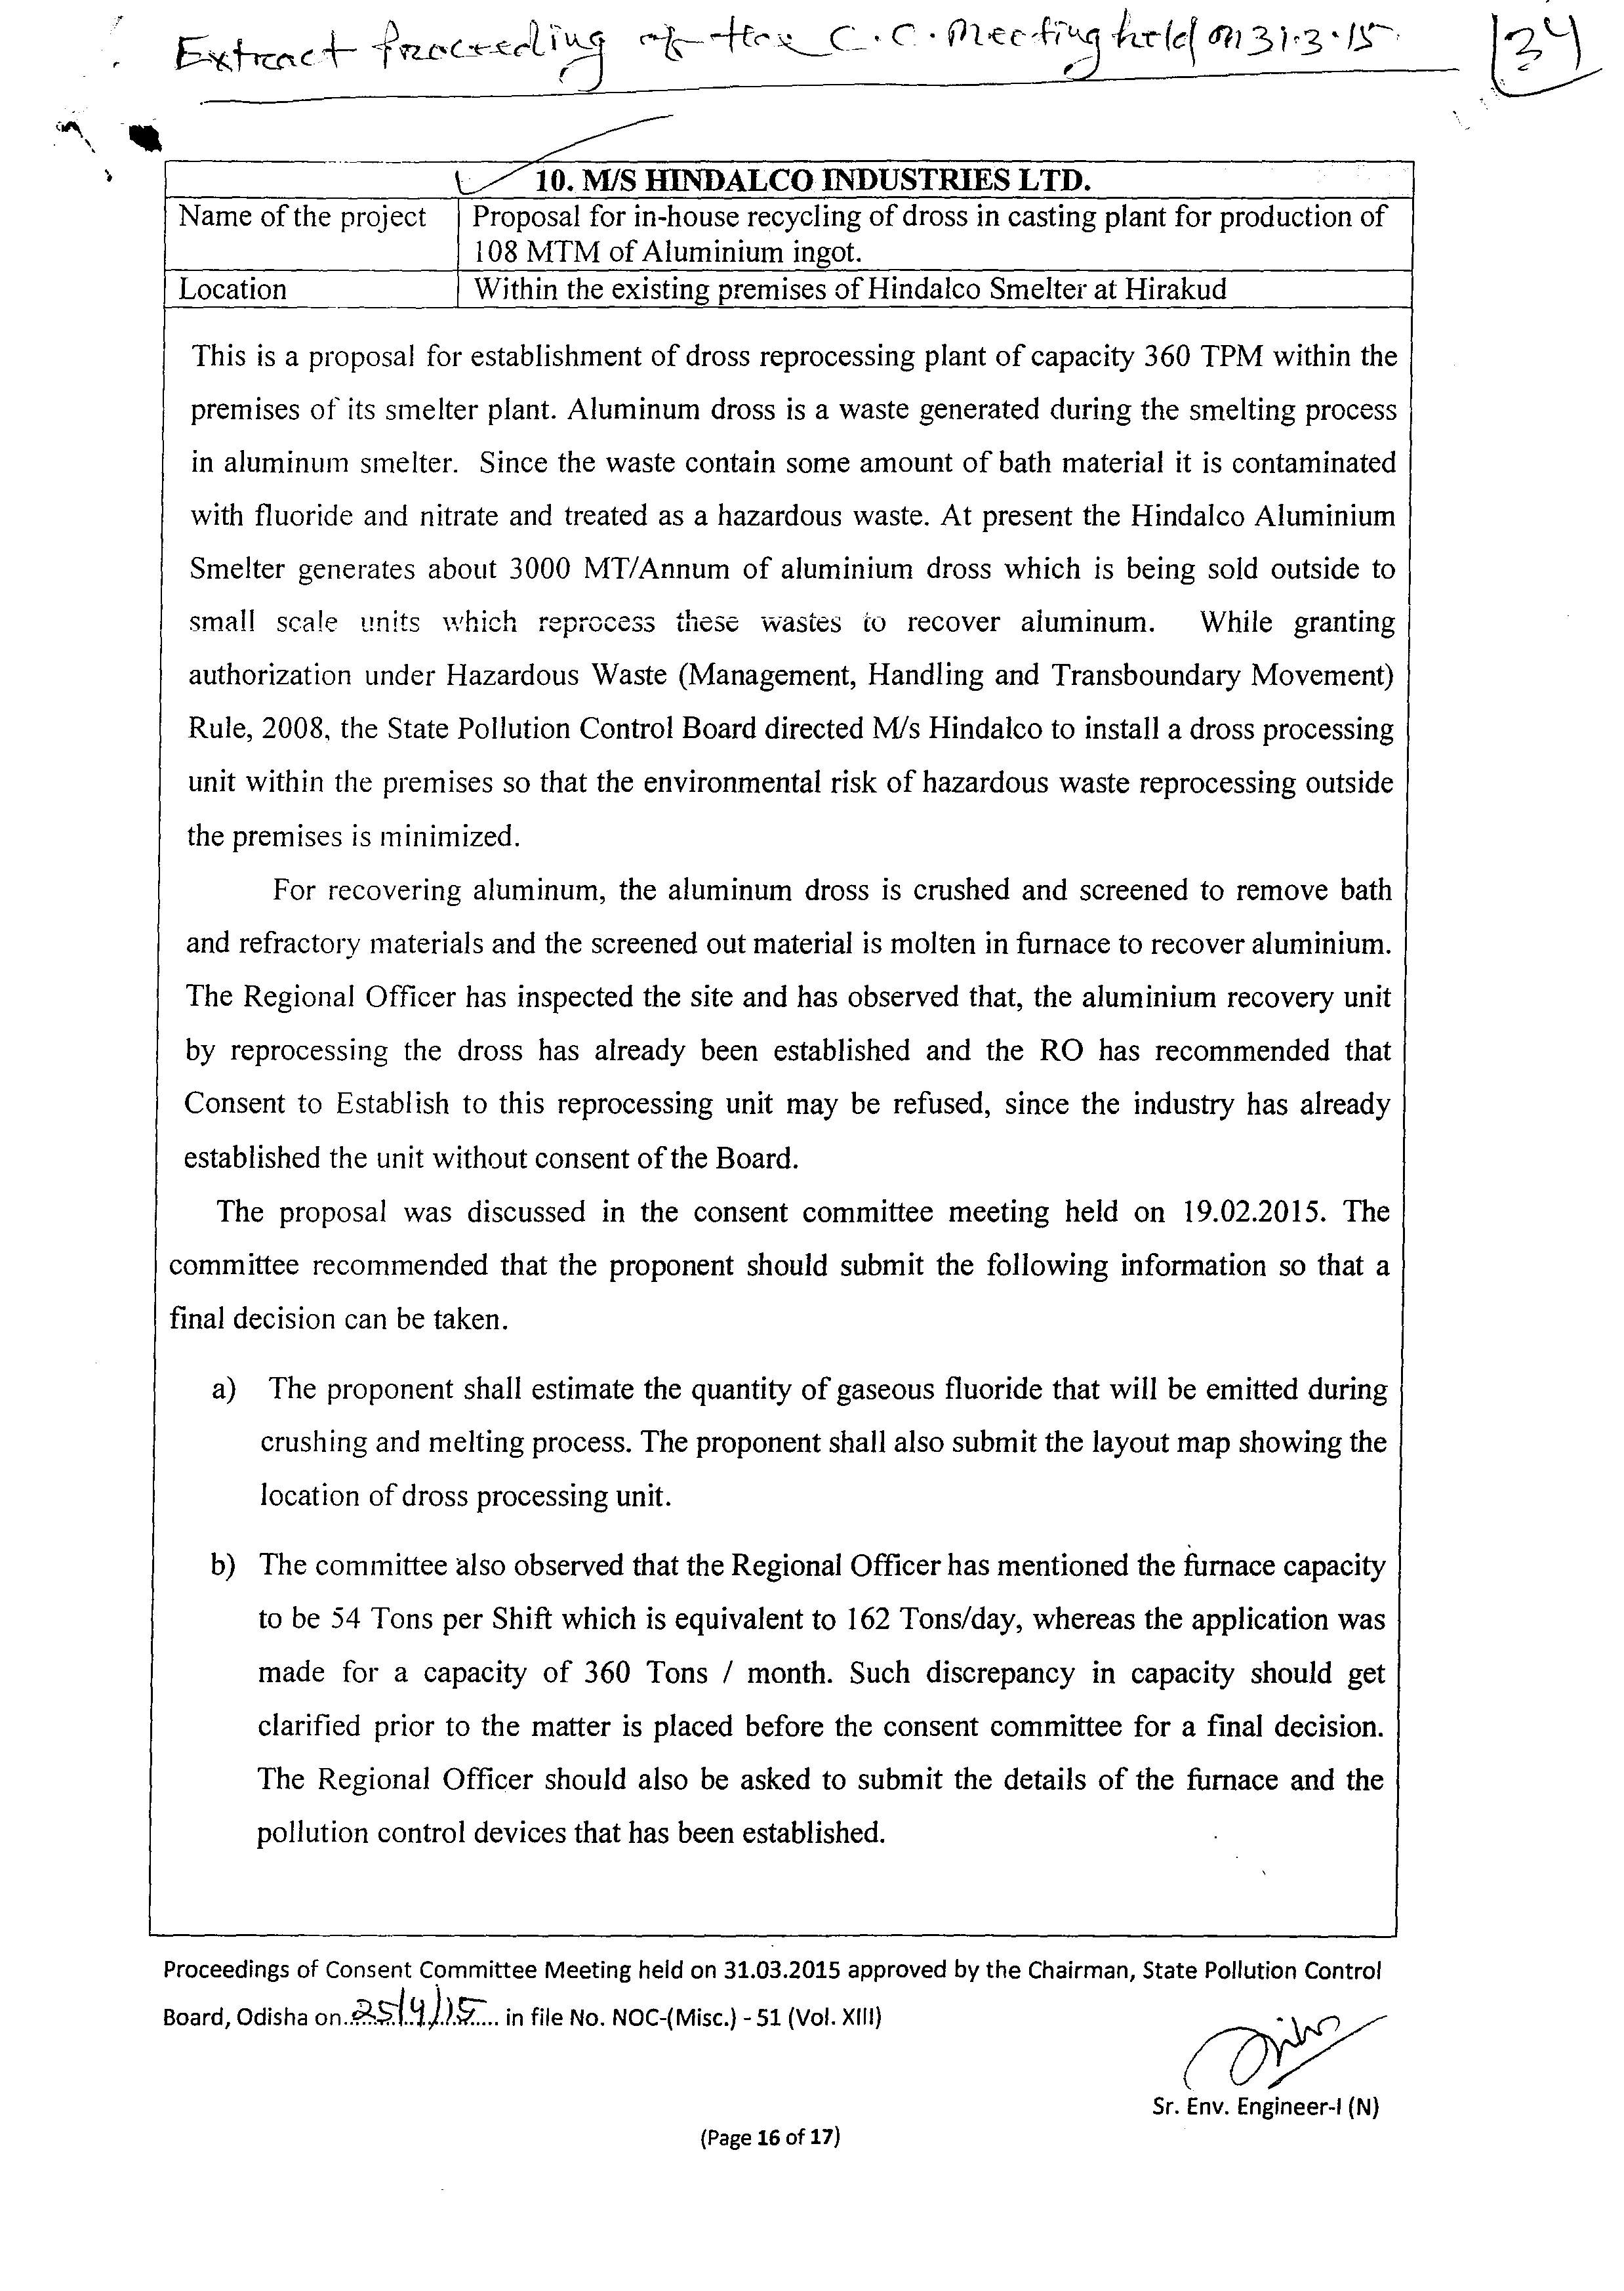 Extract Proceeding of the C.C. Meeting held on 31.3.15
34
10. M/S HINDALCO INDUSTRIES LTD.
Name of the project
Proposal for in-house recycling of dross in casting plant for production of
108 MTM of Aluminium ingot.
Location
Within the existing premises of Hindalco Smelter at Hirakud
This is a proposal for establishment of dross reprocessing plant of capacity 360 TPM within the
premises of its smelter plant. Aluminum dross is a waste generated during the smelting process
in aluminum smelter. Since the waste contain some amount of bath material it is contaminated
with fluoride and nitrate and treated as a hazardous waste. At present the Hindalco Aluminium
Smelter generates about 3000 MT/Annum of aluminium dross which is being sold outside to
small scale units which reprocess these wastes to recover aluminum. While granting
authorization under Hazardous Waste (Management, Handling and Transboundary Movement)
Rule, 2008, the State Pollution Control Board directed M/s Hindalco to install a dross processing
unit within the premises so that the environmental risk of hazardous waste reprocessing outside
the premises is minimized.
For recovering aluminum, the aluminum dross is crushed and screened to remove bath
and refractory materials and the screened out material is molten in furnace to recover aluminium.
The Regional Officer has inspected the site and has observed that, the aluminium recovery unit
by reprocessing the dross has already been established and the RO has recommended that
Consent to Establish to this reprocessing unit may be refused, since the industry has already
established the unit without consent of the Board.
The proposal was discussed in the consent committee meeting held on 19.02.2015. The
committee recommended that the proponent should submit the following information so that a
final decision can be taken.
a) The proponent shall estimate the quantity of gaseous fluoride that will be emitted during
crushing and melting process. The proponent shall also submit the layout map showing the
location of dross processing unit.
b) The committee also observed that the Regional Officer has mentioned the furnace capacity
to be 54 Tons per Shift which is equivalent to 162 Tons/day, whereas the application was
made for a capacity of 360 Tons / month. Such discrepancy in capacity should get
clarified prior to the matter is placed before the consent committee for a final decision.
The Regional Officer should also be asked to submit the details of the furnace and the
pollution control devices that has been established.
Proceedings of Consent Committee Meeting held on 31.03.2015 approved by the Chairman, State Pollution Control
Board, Odisha on..25/4/15.... in file No. NOC-(Misc.) - 51 (Vol. XIII)
Sr. Env. Engineer-I (N)
(Page 16 of 17)